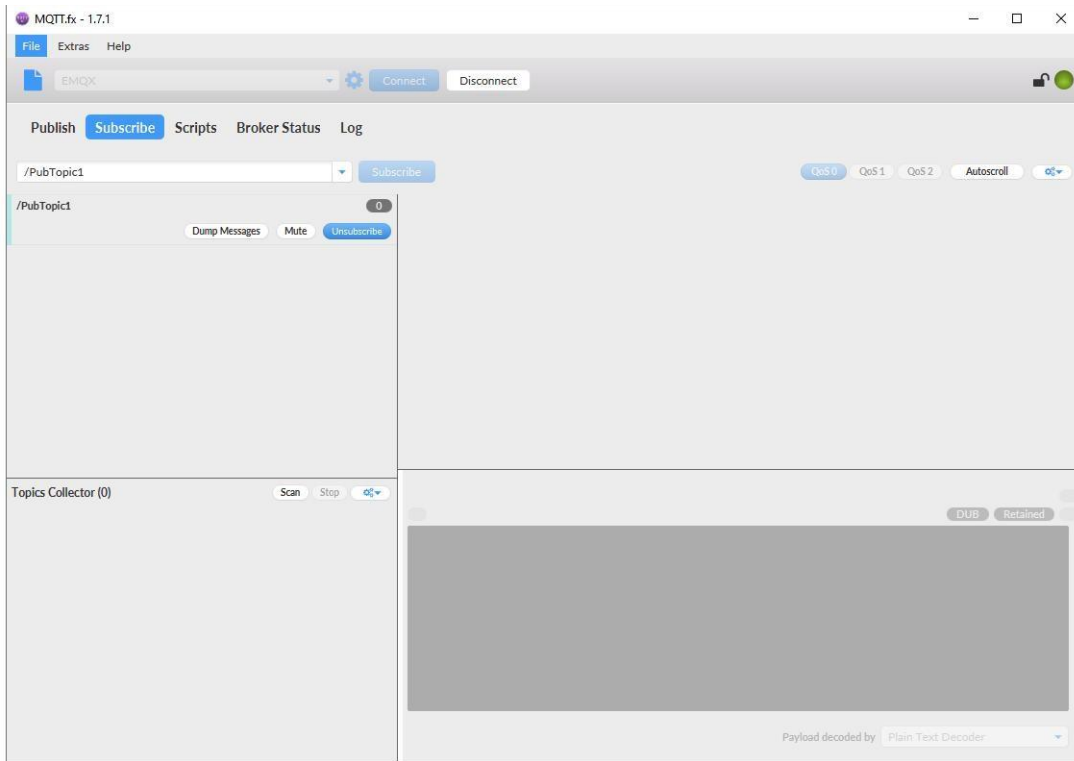 MQTT.fx - 1.7.1
File Extras Help
EMQX Connect Disconnect
Publish Subscribe Scripts Broker Status Log
/PubTopic1 Subscribe QoS 0 QoS 1 QoS 2 Autoscroll
/PubTopic1 0
Dump Messages Mute Unsubscribe
Topics Collector (0) Scan Stop
DUB Retained
Payload decoded by Plain Text Decoder